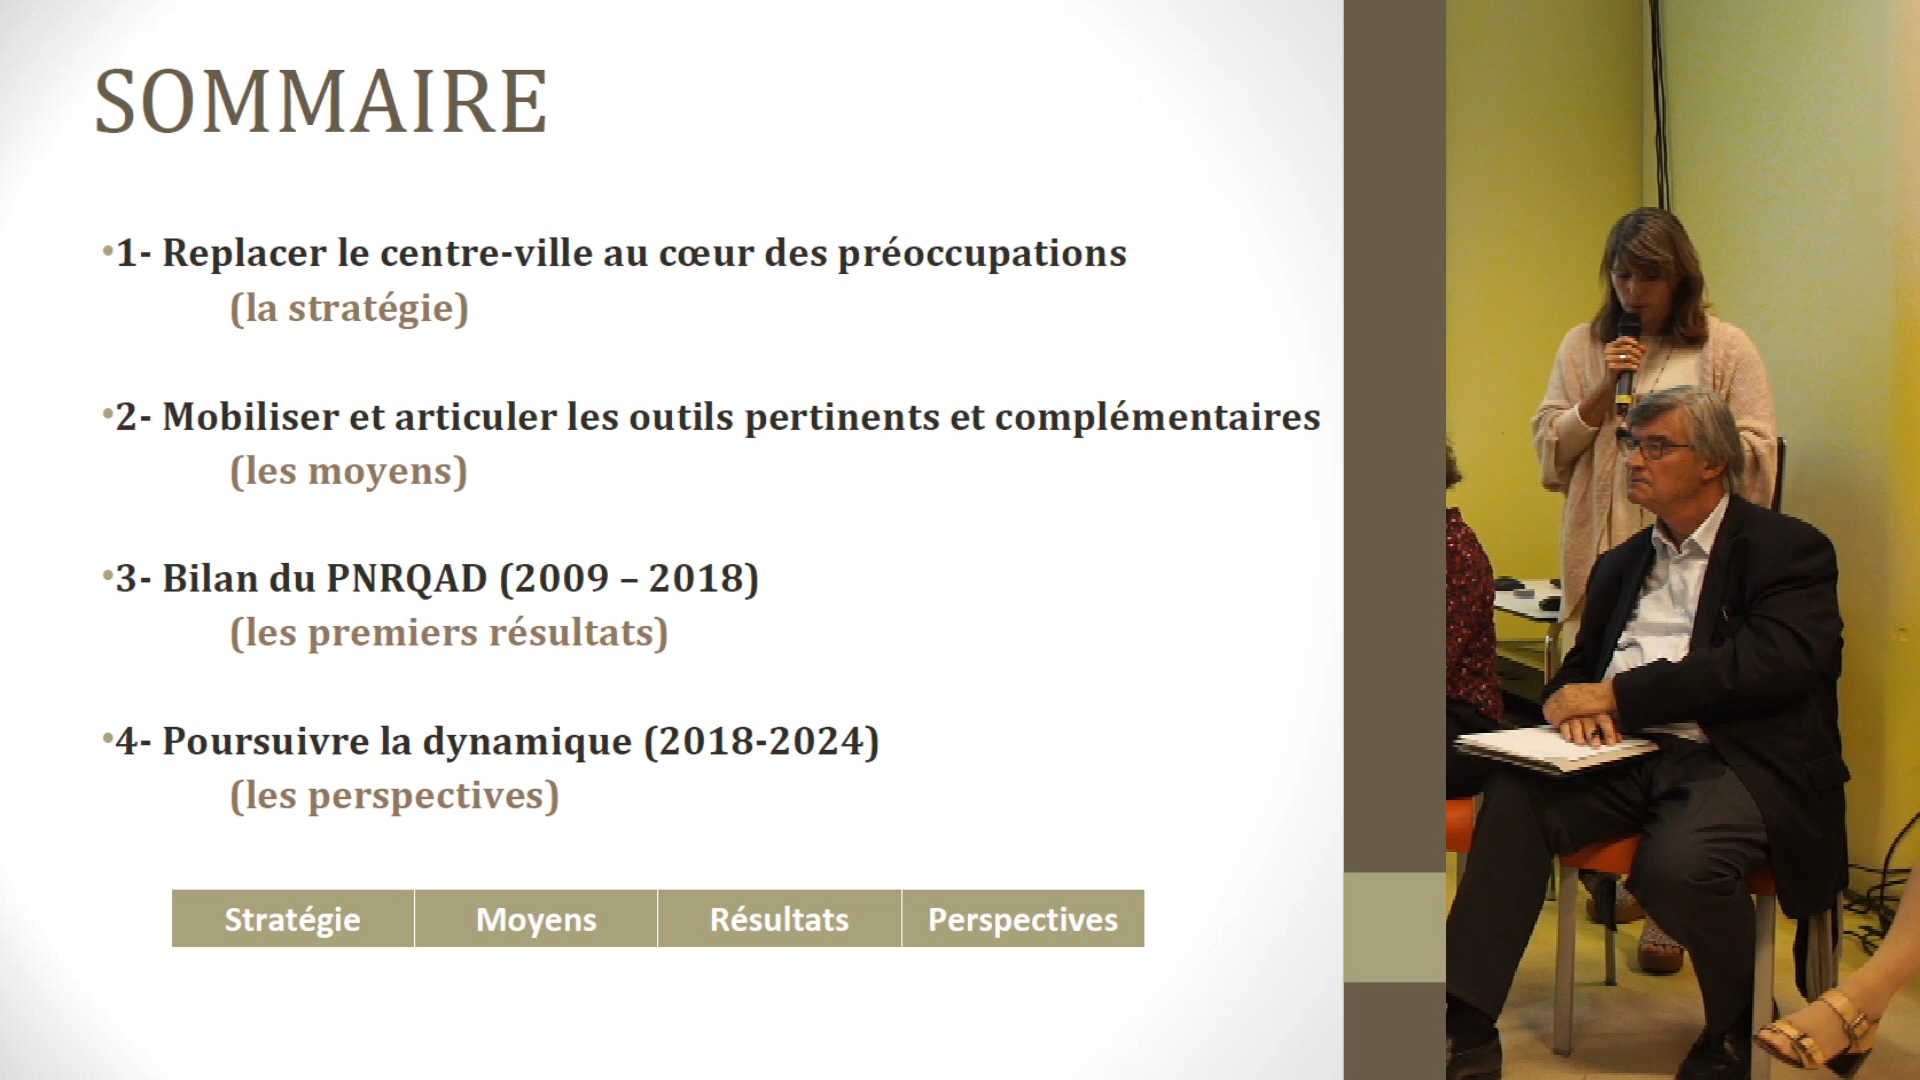 SOMMAIRE
•1- Replacer le centre-ville au cœur des préoccupations
(la stratégie)
•2- Mobiliser et articuler les outils pertinents et complémentaires
(les moyens)
•3- Bilan du PNRQAD (2009 – 2018)
(les premiers résultats)
•4- Poursuivre la dynamique (2018-2024)
(les perspectives)
Stratégie Moyens Résultats Perspectives